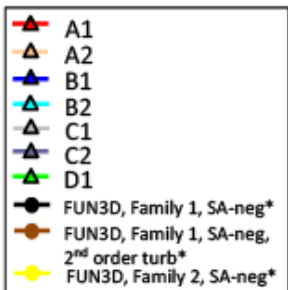 A1
A2
B1
B2
C1
C2
D1
FUN3D, Family 1, SA-neg*
FUN3D, Family 1, SA-neg,
2nd order turb*
FUN3D, Family 2, SA-neg*